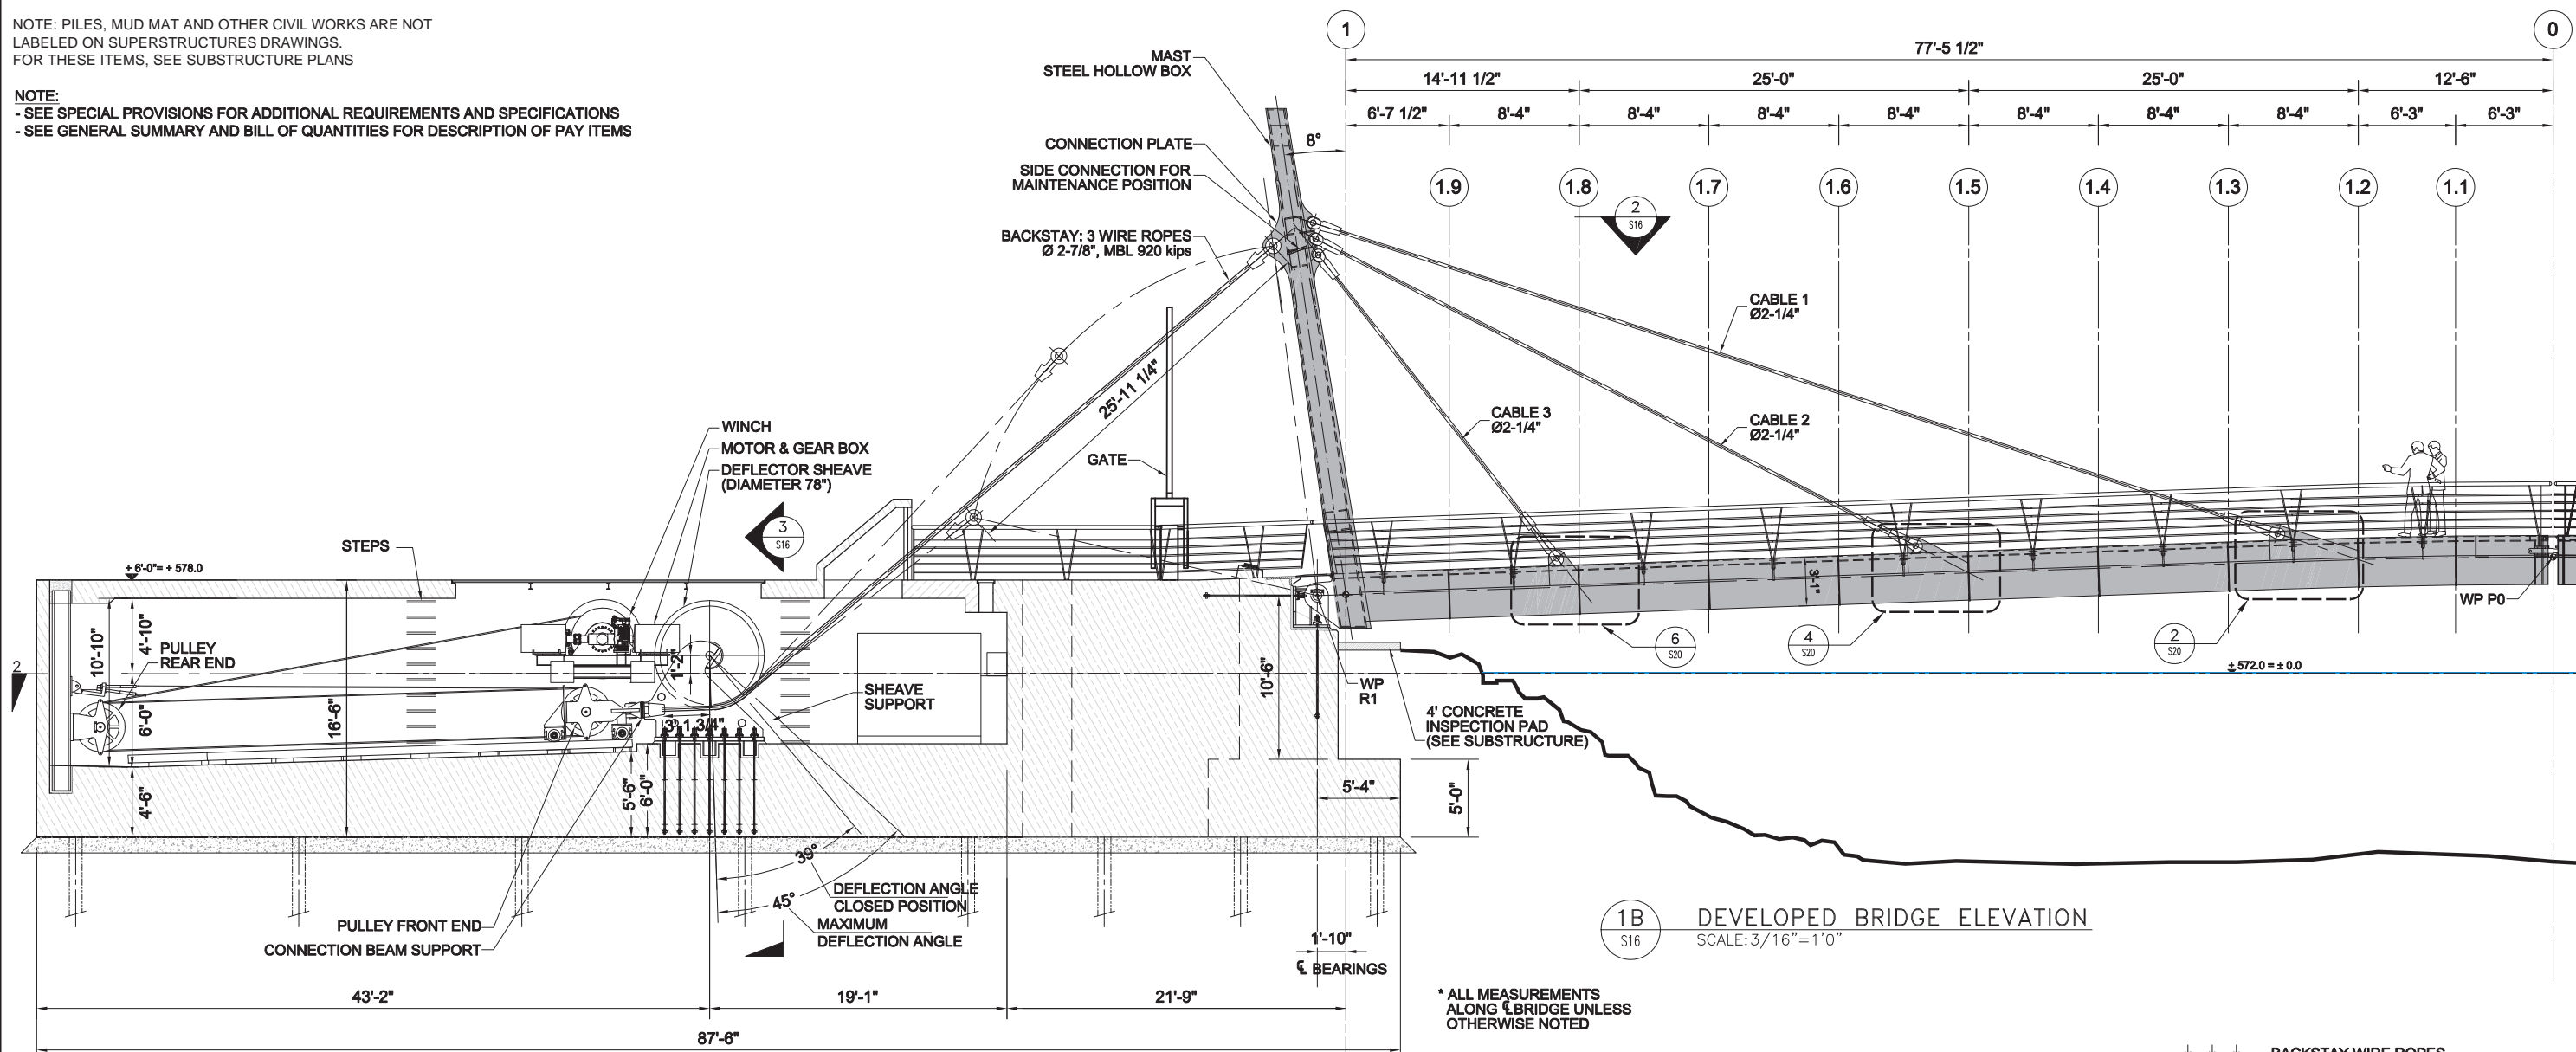 NOTE: PILES, MUD MAT AND OTHER CIVIL WORKS ARE NOT
LABELED ON SUPERSTRUCTURES DRAWINGS.
FOR THESE ITEMS, SEE SUBSTRUCTURE PLANS
NOTE:
- SEE SPECIAL PROVISIONS FOR ADDITIONAL REQUIREMENTS AND SPECIFICATIONS
- SEE GENERAL SUMMARY AND BILL OF QUANTITIES FOR DESCRIPTION OF PAY ITEMS
1
0
77'-5 1/2"
14'-11 1/2"
25'-0"
25'-0"
12'-6"
6'-7 1/2"
8'-4"
8'-4"
8'-4"
8'-4"
8'-4"
8'-4"
8'-4"
6'-3"
6'-3"
1.9
1.8
1.7
1.6
1.5
1.4
1.3
1.2
1.1
MAST
STEEL HOLLOW BOX
8°
CONNECTION PLATE
SIDE CONNECTION FOR
MAINTENANCE POSITION
BACKSTAY: 3 WIRE ROPES
Ø 2-7/8", MBL 920 kips
2
S16
CABLE 1
Ø2-1/4"
CABLE 3
Ø2-1/4"
CABLE 2
Ø2-1/4"
25'-11 1/4"
GATE
WINCH
MOTOR & GEAR BOX
DEFLECTOR SHEAVE
(DIAMETER 78")
3
S16
STEPS
+ 6'-0"= + 578.0
10'-10"
4'-10"
PULLEY
REAR END
6'-0"
16'-6"
4'-6"
2
1'-2"
3'-1 3/4"
SHEAVE
SUPPORT
5'-6"
6'-0"
10'-6"
WP
R1
4' CONCRETE
INSPECTION PAD
(SEE SUBSTRUCTURE)
5'-4"
5'-0"
3'-1"
6
S20
4
S20
2
S20
WP P0
± 572.0 = ± 0.0
39°
DEFLECTION ANGLE
CLOSED POSITION
45°
MAXIMUM
DEFLECTION ANGLE
PULLEY FRONT END
CONNECTION BEAM SUPPORT
1'-10"
℄ BEARINGS
1B
S16
DEVELOPED BRIDGE ELEVATION
SCALE: 3/16"=1'0"
43'-2"
19'-1"
21'-9"
87'-6"
* ALL MEASUREMENTS
ALONG ℄BRIDGE UNLESS
OTHERWISE NOTED
BACKSTAY WIRE ROPES